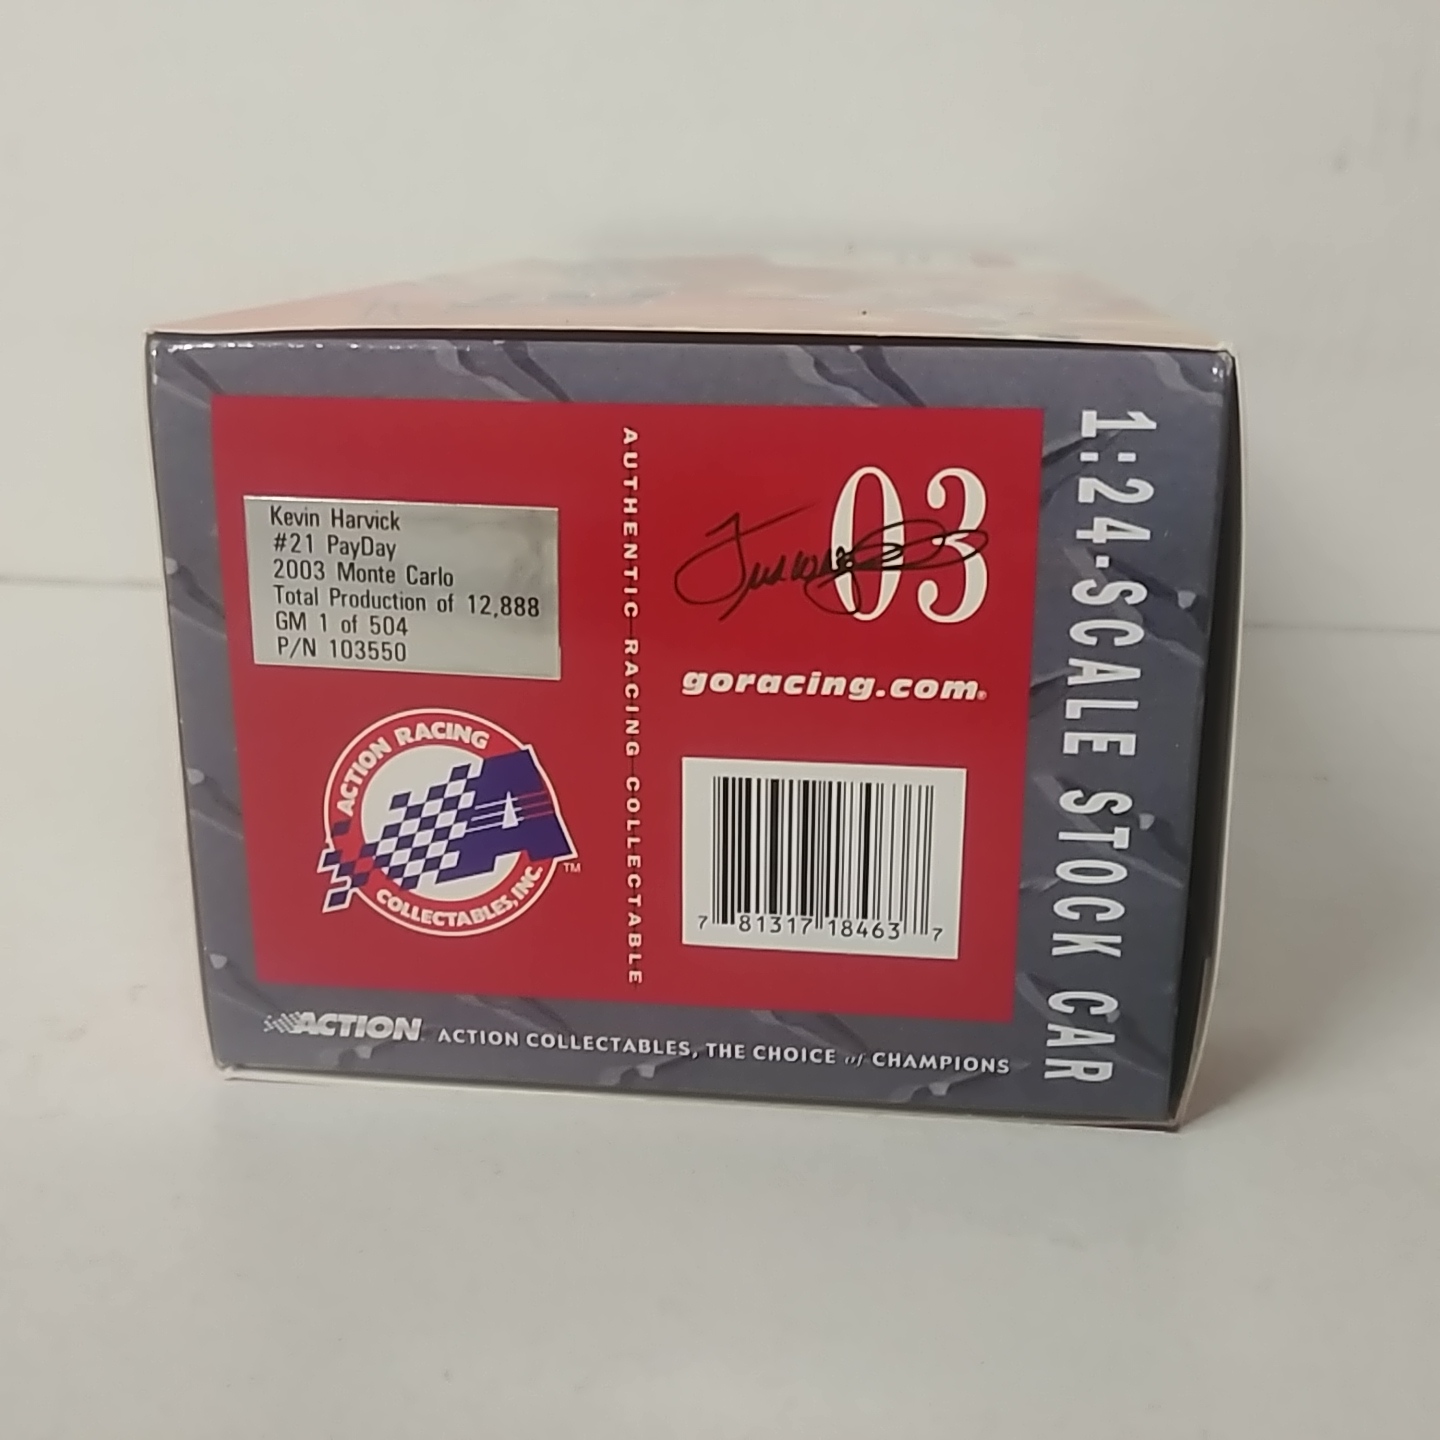 Kevin Harvick
#21 PayDay
2003 Monte Carlo
Total Production of 12,888
GM 1 of 504
P/N 103550
ACTION RACING
COLLECTABLES, INC.
TM
AUTHENTIC RACING COLLECTABLE
03
goracing.com®
7 81317 18463 7
1:24-SCALE STOCK CAR
ACTION
ACTION COLLECTABLES, THE CHOICE of CHAMPIONS